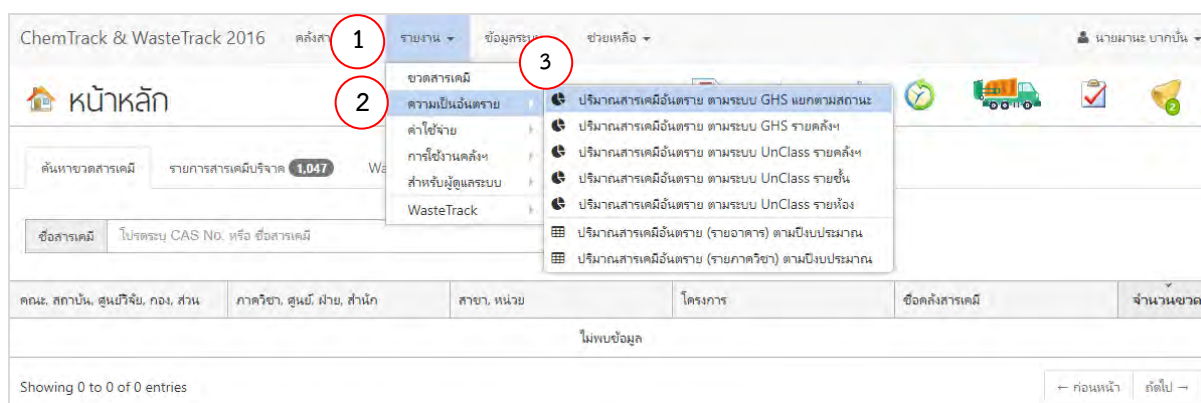 ChemTrack & WasteTrack 2016 คลังสา 1 รายงาน ข้อมูลระบบ ช่วยเหลือ นายมานะ บากบั่น
3
หน้าหลัก
2
ขวดสารเคมี
ความเป็นอันตราย
ค่าใช้จ่าย
การใช้งานคลังฯ
สำหรับผู้ดูแลระบบ
WasteTrack
ปริมาณสารเคมีอันตราย ตามระบบ GHS แยกตามสถานะ
ปริมาณสารเคมีอันตราย ตามระบบ GHS รายคลังฯ
ปริมาณสารเคมีอันตราย ตามระบบ UnClass รายคลังฯ
ปริมาณสารเคมีอันตราย ตามระบบ UnClass รายชั้น
ปริมาณสารเคมีอันตราย ตามระบบ UnClass รายห้อง
ปริมาณสารเคมีอันตราย (รายอาคาร) ตามปีงบประมาณ
ปริมาณสารเคมีอันตราย (รายภาควิชา) ตามปีงบประมาณ
2
ค้นหาขวดสารเคมี รายการสารเคมีบริจาค 1,047 Wa
ชื่อสารเคมี โปรดระบุ CAS No. หรือ ชื่อสารเคมี
คณะ, สถาบัน, ศูนย์วิจัย, กอง, ส่วน ภาควิชา, ศูนย์, ฝ่าย, สำนัก สาขา, หน่วย โครงการ ชื่อคลังสารเคมี จำนวนขวด
ไม่พบข้อมูล
Showing 0 to 0 of 0 entries ← ก่อนหน้า ถัดไป →